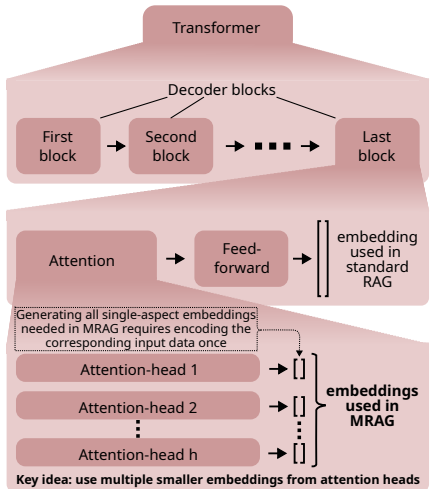 Transformer
Decoder blocks
First
block
Second
block
Last
block
Attention
Feed-
forward
embedding
used in
standard
RAG
Generating all single-aspect embeddings
needed in MRAG requires encoding the
corresponding input data once
Attention-head 1
Attention-head 2
Attention-head h
embeddings
used in
MRAG
Key idea: use multiple smaller embeddings from attention heads